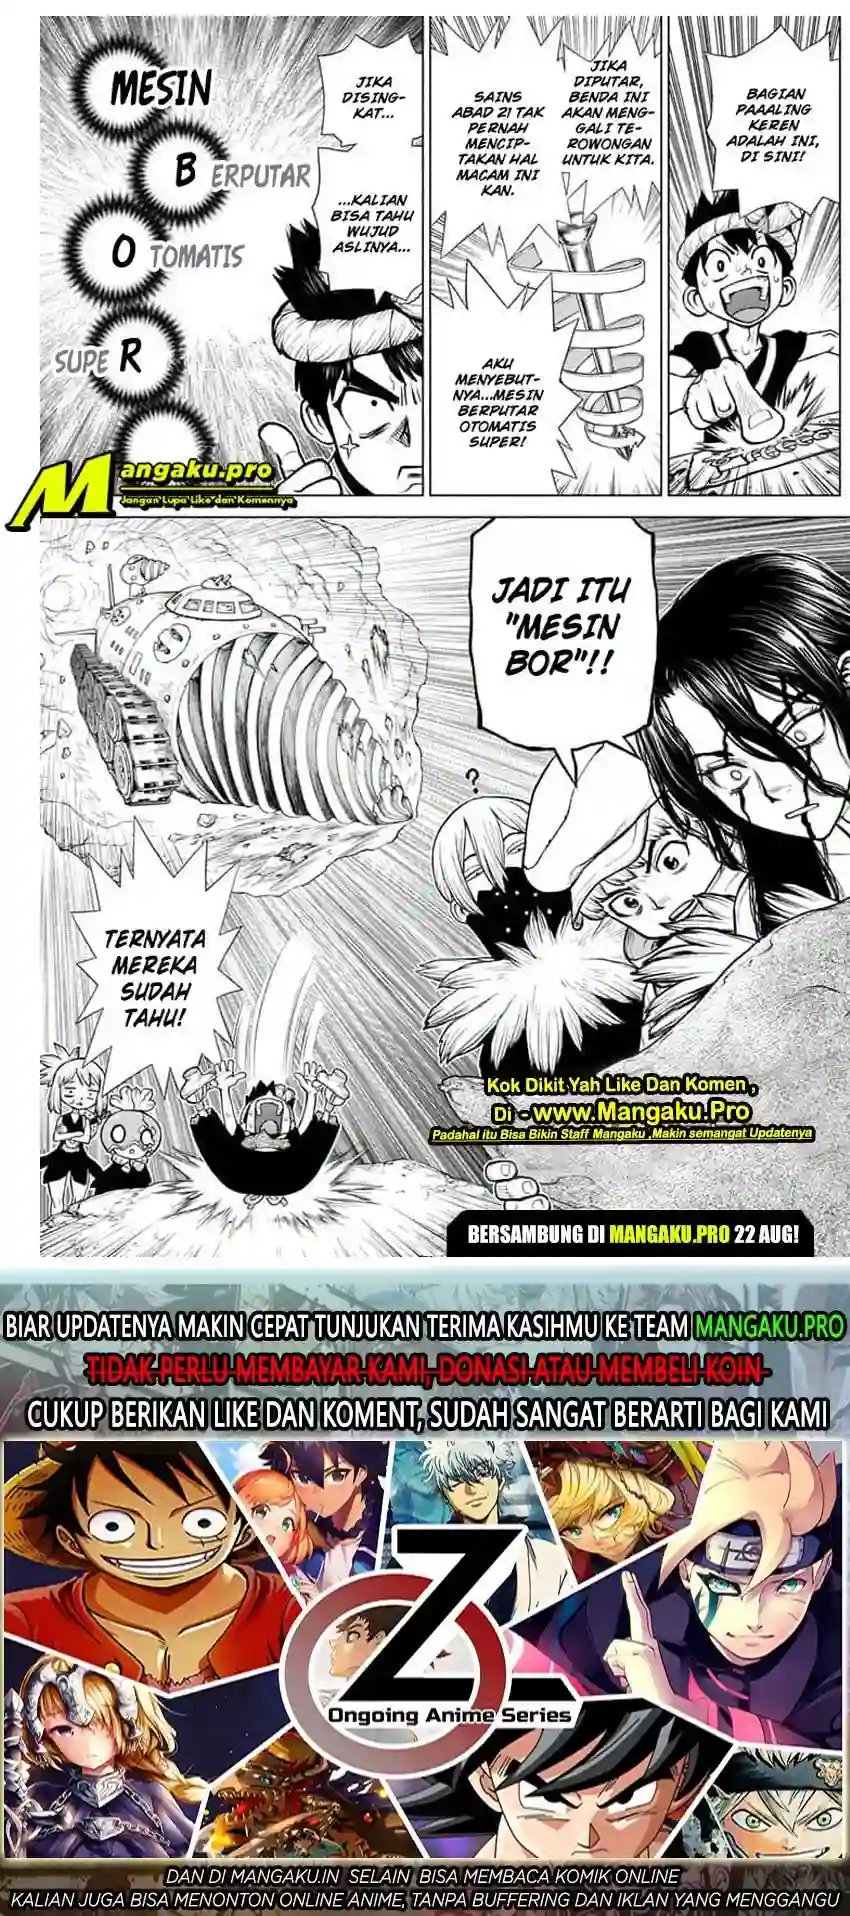 BAGIAN
PAAALING
KEREN
ADALAH INI,
DI SINI!
JIKA
DIPUTAR,
BENDA INI
AKAN MENG-
GALI TE-
ROWONGAN
UNTUK KITA.
SAINS
ABAD 21 TAK
PERNAH
MENCIP-
TAKAN HAL
MACAM INI
KAN.
AKU
MENYEBUT-
NYA...MESIN
BERPUTAR
OTOMATIS
SUPER!
JIKA
DISING-
KAT...
...KALIAN
BISA TAHU
WUJUD
ASLINYA...
MESIN
BERPUTAR
OTOMATIS
SUPER
Mangaku.pro
Jangan Lupa Like dan Komennya
JADI ITU
"MESIN
BOR"!!
?
TERNYATA
MEREKA
SUDAH
TAHU!
Kok Dikit Yah Like Dan Komen ,
Di - www.Mangaku.Pro
Padahal itu Bisa Bikin Staff Mangaku ,Makin semangat Updatenya
BERSAMBUNG DI MANGAKU.PRO 22 AUG!
BIAR UPDATENYA MAKIN CEPAT TUNJUKAN TERIMA KASIHMU KE TEAM MANGAKU.PRO
TIDAK PERLU MEMBAYAR KAMI, DONASI ATAU MEMBELI KOIN
CUKUP BERIKAN LIKE DAN KOMENT, SUDAH SANGAT BERARTI BAGI KAMI
OZ
Ongoing Anime Series
DAN DI MANGAKU.IN SELAIN BISA MEMBACA KOMIK ONLINE
KALIAN JUGA BISA MENONTON ONLINE ANIME, TANPA BUFFERING DAN IKLAN YANG MENGGANGU